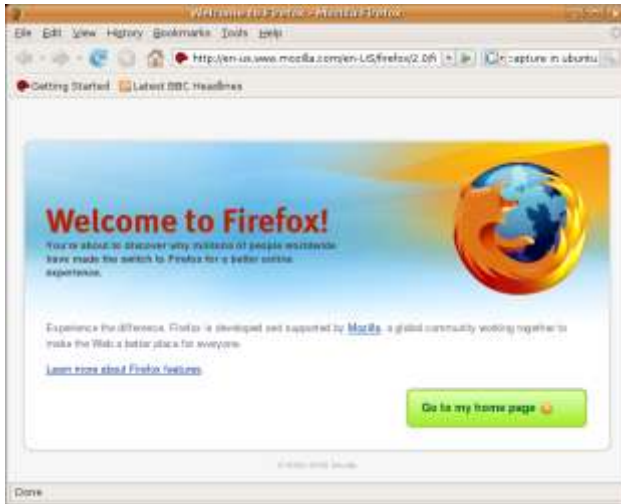 Welcome to Firefox - Mozilla Firefox
File Edit View History Bookmarks Tools Help
http://en-us.www.mozilla.com/en-US/firefox/2.0/fi
capture in ubuntu
Getting Started Latest BBC Headlines
Welcome to Firefox!
You're about to discover why millions of people worldwide
have made the switch to Firefox for a better online
experience.
Experience the difference. Firefox is developed and supported by Mozilla, a global community working together to
make the Web a better place for everyone.
Learn more about Firefox features
Go to my home page
Done